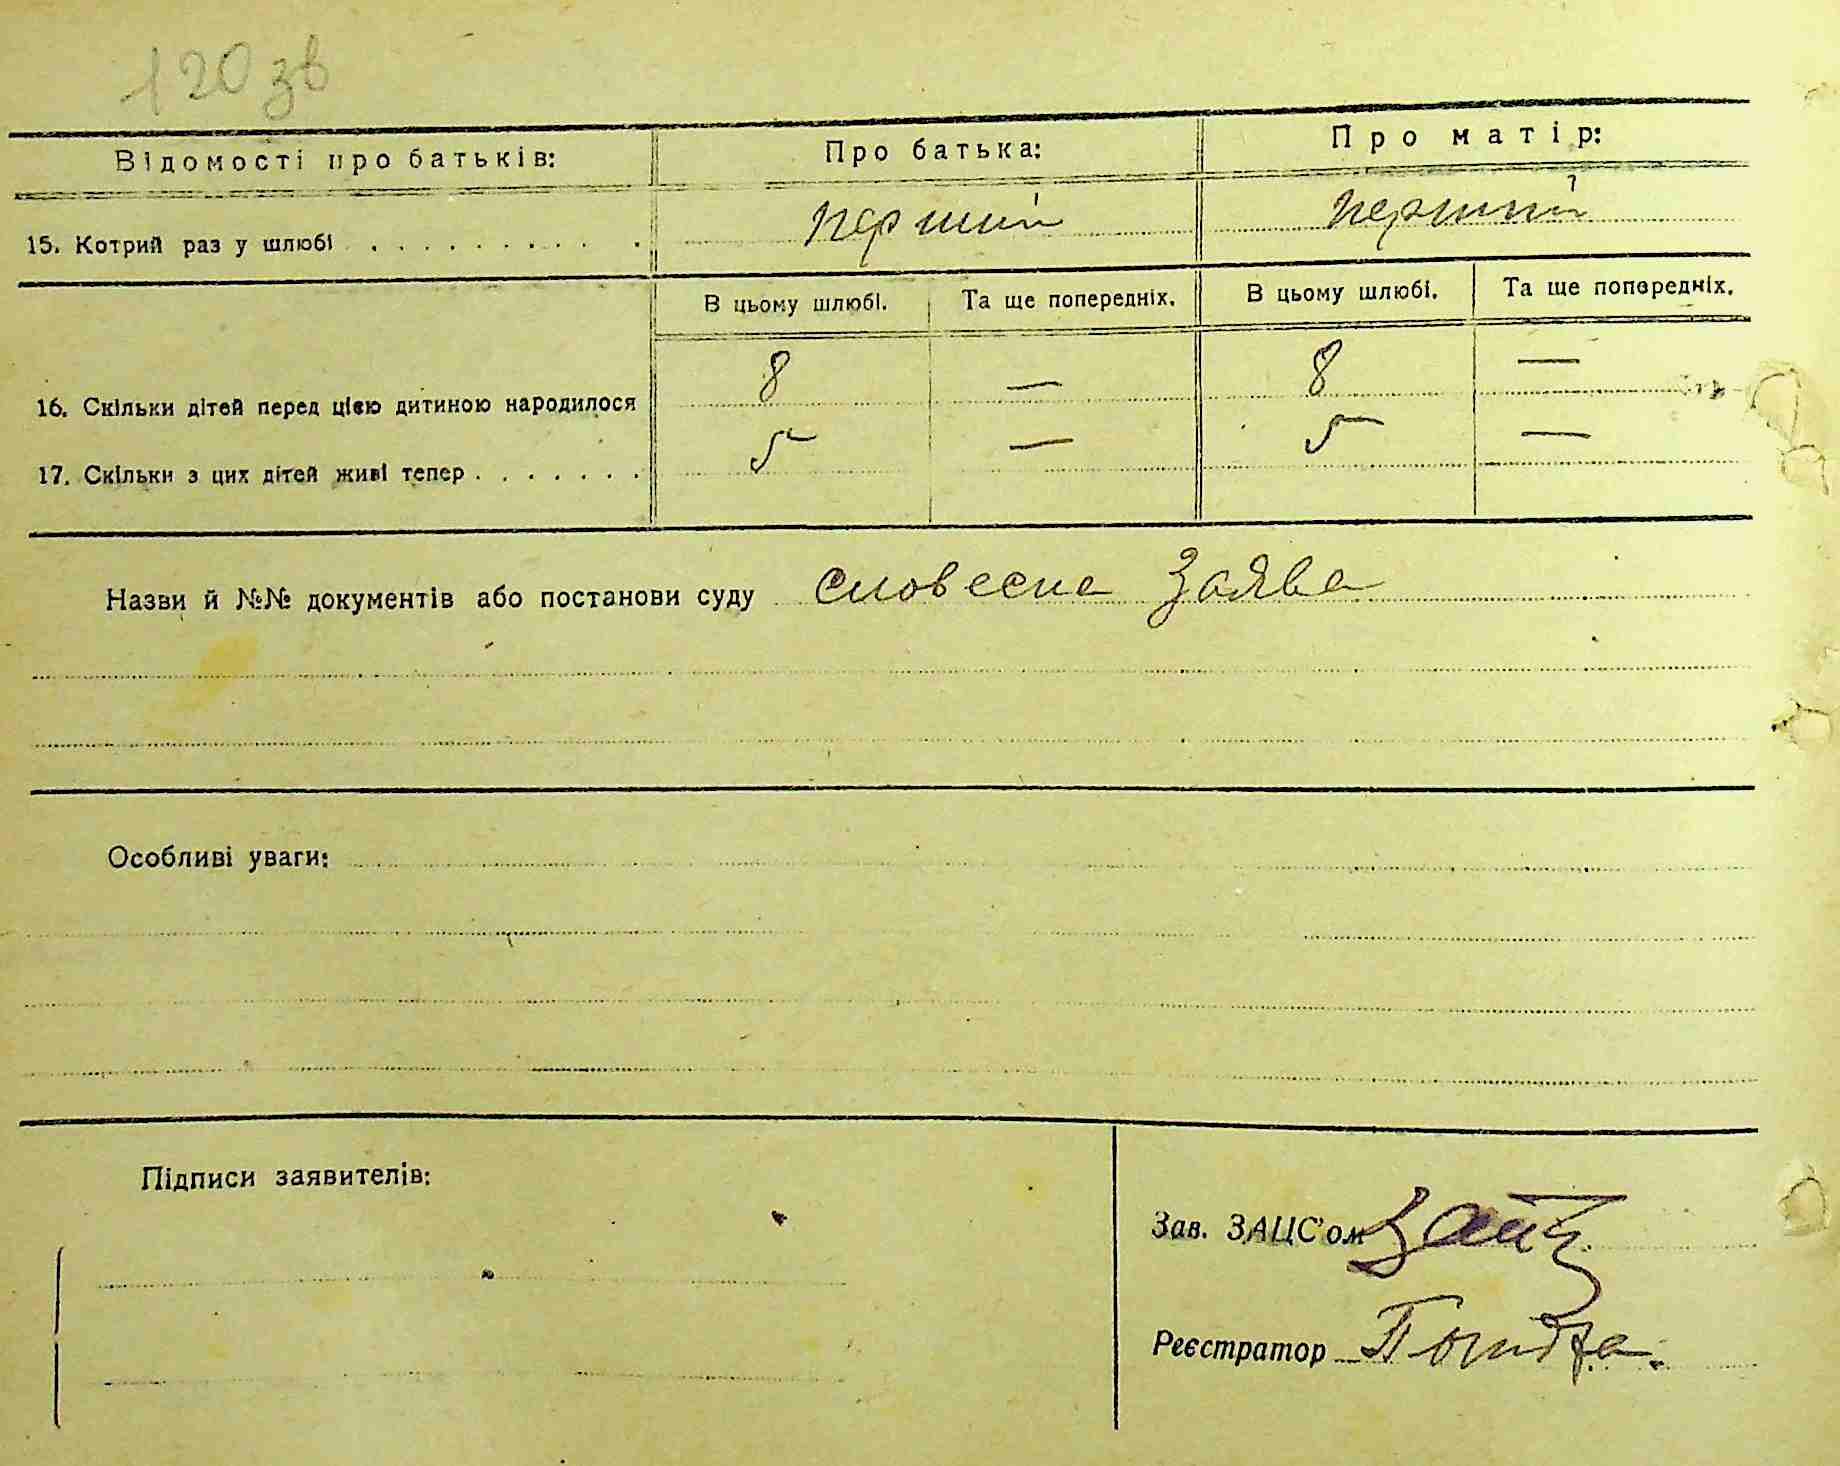 120 зв
Відомості про батьків: Про батька: Про матір:
15. Котрий раз у шлюбі . . . . . . . . . . перший перший
В цьому шлюбі. Та ще попередніх. В цьому шлюбі. Та ще попередніх.
16. Скільки дітей перед цією дитиною народилося 8 — 8 —
17. Скільки з цих дітей живі тепер . . . . . . . 5 — 5 —
Назви й №№ документів або постанови суду словесна Заява
Особливі уваги:
Підписи заявителів:
Зав. ЗАЦС'ом
Реєстратор